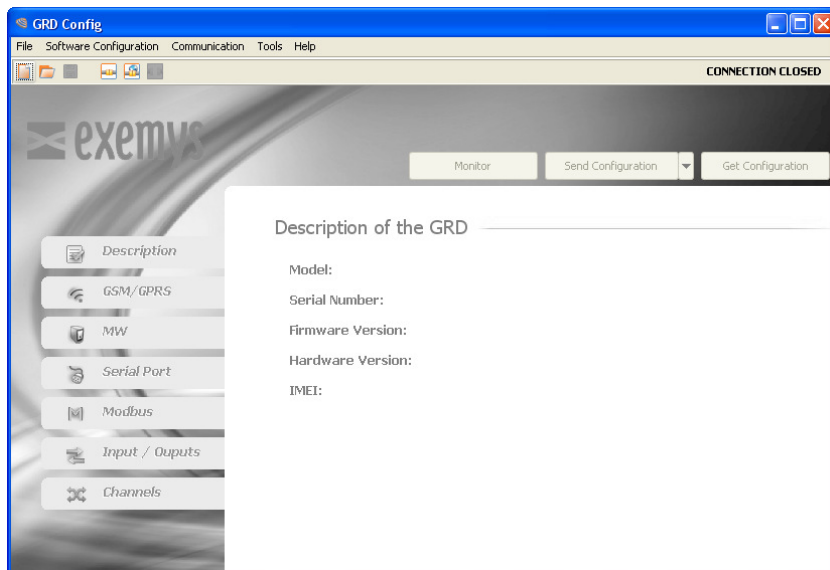 GRD Config
File Software Configuration Communication Tools Help
CONNECTION CLOSED
exemys
Monitor Send Configuration Get Configuration
Description of the GRD
Description
GSM/GPRS
MW
Serial Port
Modbus
Input / Ouputs
Channels
Model:
Serial Number:
Firmware Version:
Hardware Version:
IMEI: